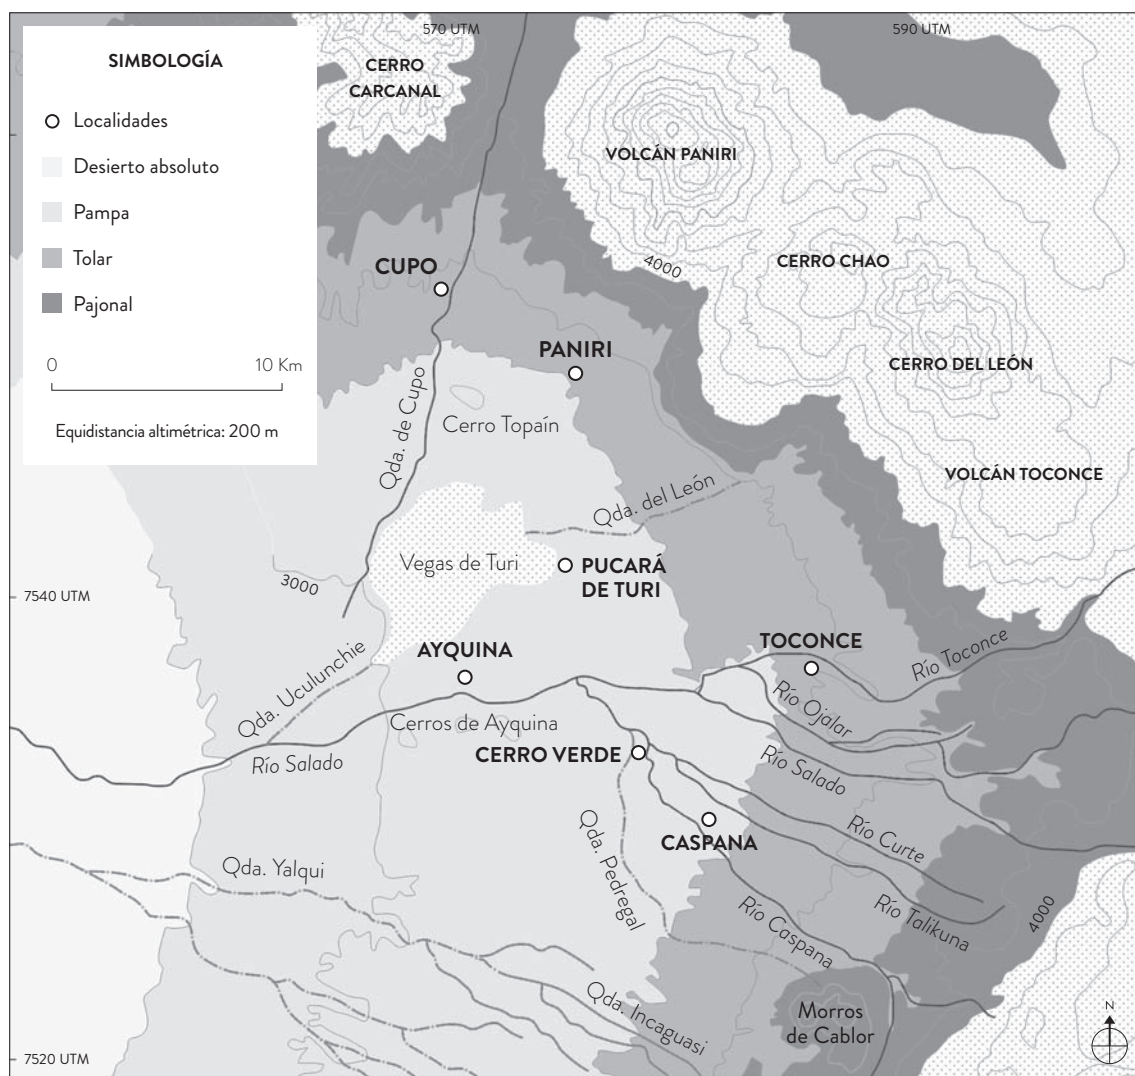 SIMBOLOGÍA
Localidades
Desierto absoluto
Pampa
Tolar
Pajonal
0
10 Km
Equidistancia altimétrica: 200 m
570 UTM
590 UTM
CERRO
CARCANAL
VOLCÁN PANIRI
4000
CERRO CHAO
CUPO
PANIRI
CERRO DEL LEÓN
Qda. de Cupo
Cerro Topaín
VOLCÁN TOCONCE
Qda. del León
Vegas de Turi
PUCARÁ
DE TURI
3000
7540 UTM
AYQUINA
TOCONCE
Río Toconce
Qda. Uculunchie
Río Ojalar
Cerros de Ayquina
CERRO VERDE
Río Salado
Río Salado
Qda. Pedregal
CASPANA
Río Curte
Qda. Yalqui
Río Caspana
Río Talikuna
4000
Qda. Incaguasi
Morros
de Cablor
N
7520 UTM